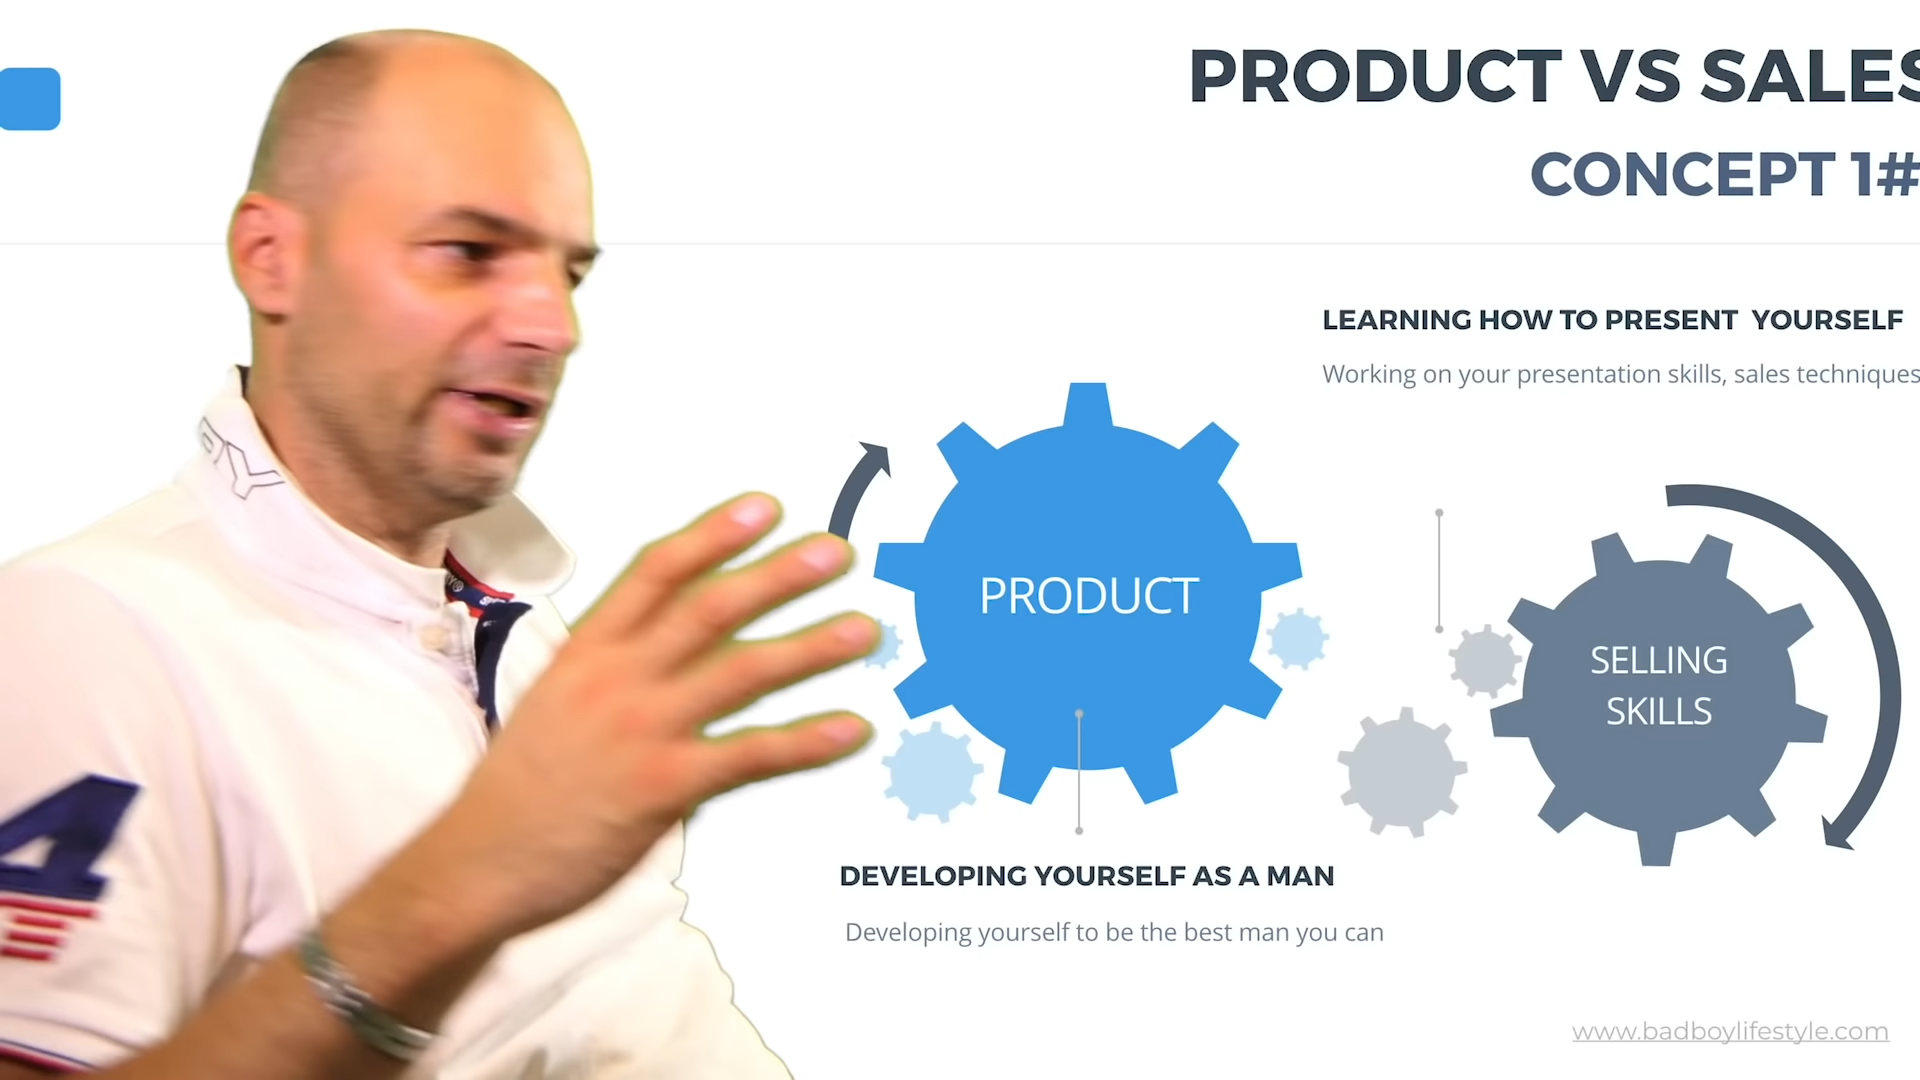 PRODUCT VS SALES
CONCEPT 1#
LEARNING HOW TO PRESENT YOURSELF
Working on your presentation skills, sales techniques
PRODUCT
SELLING
SKILLS
DEVELOPING YOURSELF AS A MAN
Developing yourself to be the best man you can
www.badboylifestyle.com
4